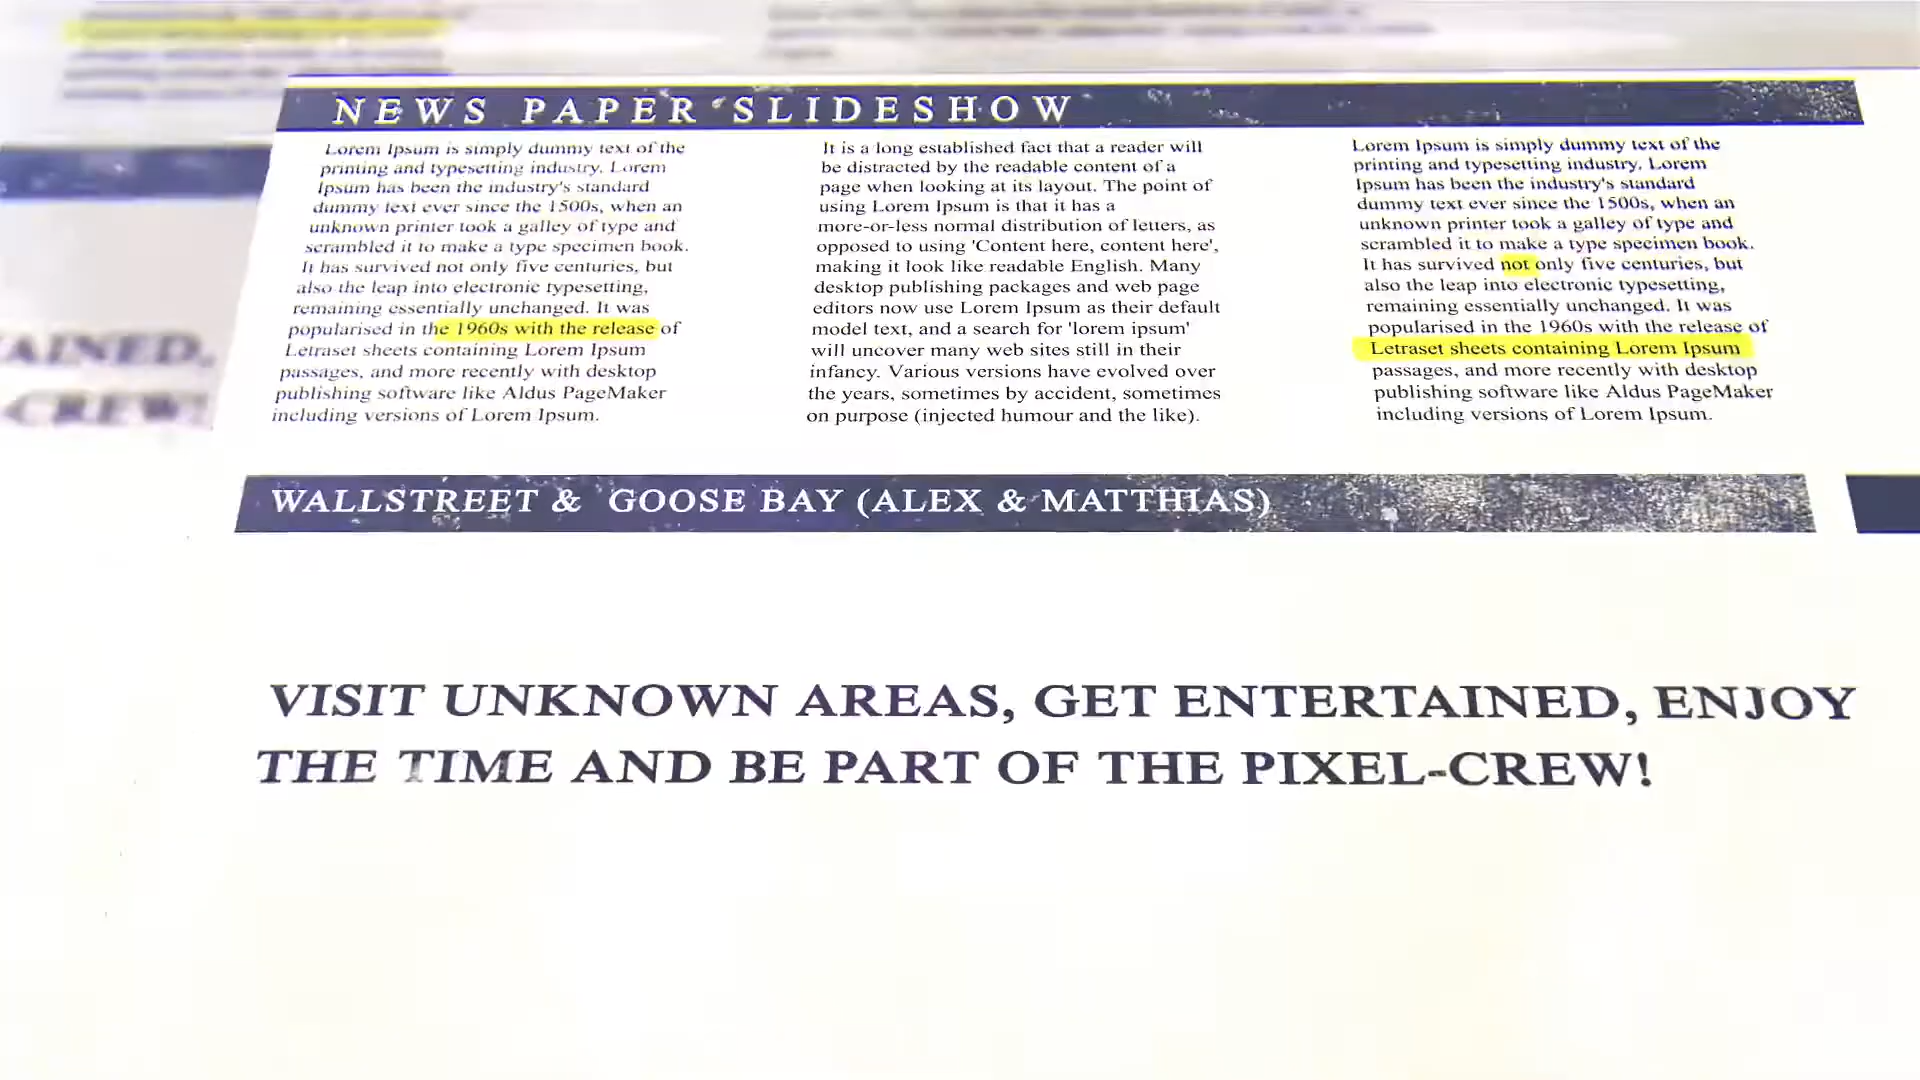 NEWS PAPER SLIDESHOW
Lorem Ipsum is simply dummy text of the
printing and typesetting industry. Lorem
Ipsum has been the industry's standard
dummy text ever since the 1500s, when an
unknown printer took a galley of type and
scrambled it to make a type specimen book.
It has survived not only five centuries, but
also the leap into electronic typesetting,
remaining essentially unchanged. It was
popularised in the 1960s with the release of
Letraset sheets containing Lorem Ipsum
passages, and more recently with desktop
publishing software like Aldus PageMaker
including versions of Lorem Ipsum.
It is a long established fact that a reader will
be distracted by the readable content of a
page when looking at its layout. The point of
using Lorem Ipsum is that it has a
more-or-less normal distribution of letters, as
opposed to using 'Content here, content here',
making it look like readable English. Many
desktop publishing packages and web page
editors now use Lorem Ipsum as their default
model text, and a search for 'lorem ipsum'
will uncover many web sites still in their
infancy. Various versions have evolved over
the years, sometimes by accident, sometimes
on purpose (injected humour and the like).
Lorem Ipsum is simply dummy text of the
printing and typesetting industry. Lorem
Ipsum has been the industry's standard
dummy text ever since the 1500s, when an
unknown printer took a galley of type and
scrambled it to make a type specimen book.
It has survived not only five centuries, but
also the leap into electronic typesetting,
remaining essentially unchanged. It was
popularised in the 1960s with the release of
Letraset sheets containing Lorem Ipsum
passages, and more recently with desktop
publishing software like Aldus PageMaker
including versions of Lorem Ipsum.
TAINED,
-CREW!
WALLSTREET & GOOSE BAY (ALEX & MATTHIAS)
VISIT UNKNOWN AREAS, GET ENTERTAINED, ENJOY
THE TIME AND BE PART OF THE PIXEL-CREW!